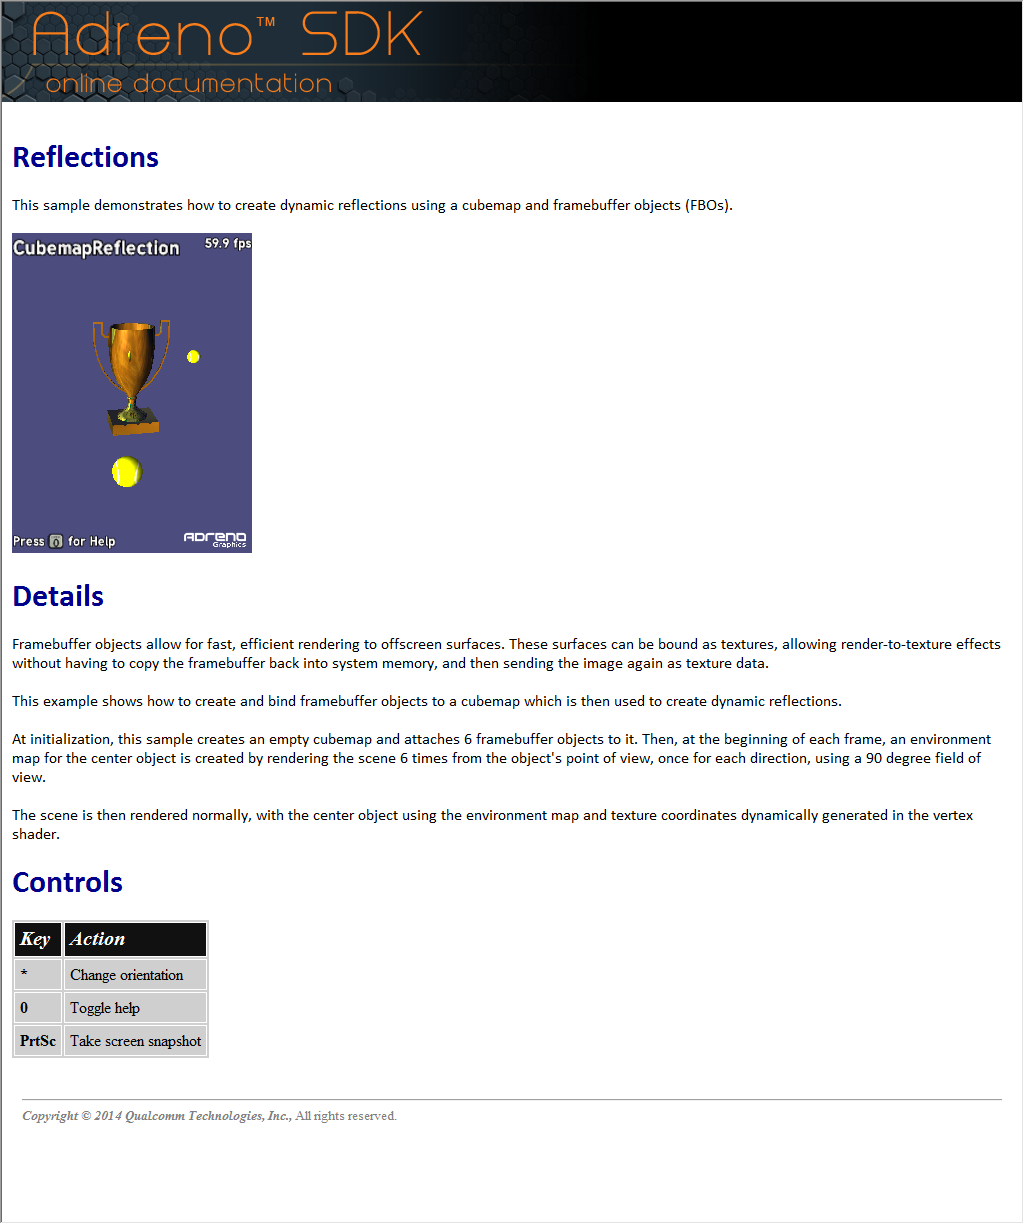 Adreno™ SDK
online documentation
Reflections
This sample demonstrates how to create dynamic reflections using a cubemap and framebuffer objects (FBOs).
CubemapReflection 59.9 fps
Press 0 for Help
ADRENO
Graphics
Details
Framebuffer objects allow for fast, efficient rendering to offscreen surfaces. These surfaces can be bound as textures, allowing render-to-texture effects
without having to copy the framebuffer back into system memory, and then sending the image again as texture data.
This example shows how to create and bind framebuffer objects to a cubemap which is then used to create dynamic reflections.
At initialization, this sample creates an empty cubemap and attaches 6 framebuffer objects to it. Then, at the beginning of each frame, an environment
map for the center object is created by rendering the scene 6 times from the object's point of view, once for each direction, using a 90 degree field of
view.
The scene is then rendered normally, with the center object using the environment map and texture coordinates dynamically generated in the vertex
shader.
Controls
Key Action
* Change orientation
0 Toggle help
PrtSc Take screen snapshot
Copyright © 2014 Qualcomm Technologies, Inc., All rights reserved.